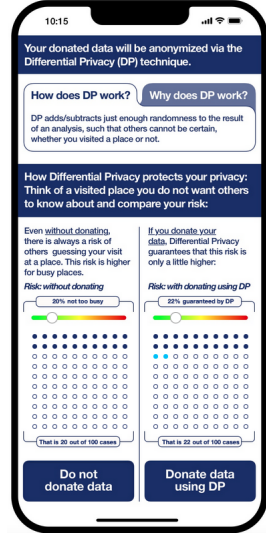 10:15
Your donated data will be anonymized via the
Differential Privacy (DP) technique.
How does DP work?
Why does DP work?
DP adds/subtracts just enough randomness to the
result of an analysis, such that others cannot be certain,
whether you visited a place or not.
How Differential Privacy protects your privacy:
Think of a visited place you do not want others
to know about and compare your risk:
Even without donating,
there is always a risk of
others guessing your visit
at a place. This risk is higher
for busy places.
Risk: without donating
20% not too busy
That is 20 out of 100 cases
Do not
donate data
If you donate your
data, Differential Privacy
guarantees that this risk is
only a little higher:
Risk: with donating using DP
22% guaranteed by DP
That is 22 out of 100 cases
Donate data
using DP